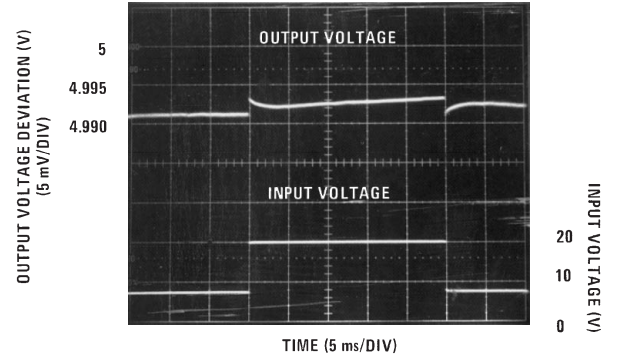 OUTPUT VOLTAGE DEVIATION (V)
(5 mV/DIV)
5
4.995
4.990
OUTPUT VOLTAGE
INPUT VOLTAGE
20
10
0
INPUT VOLTAGE (V)
TIME (5 ms/DIV)